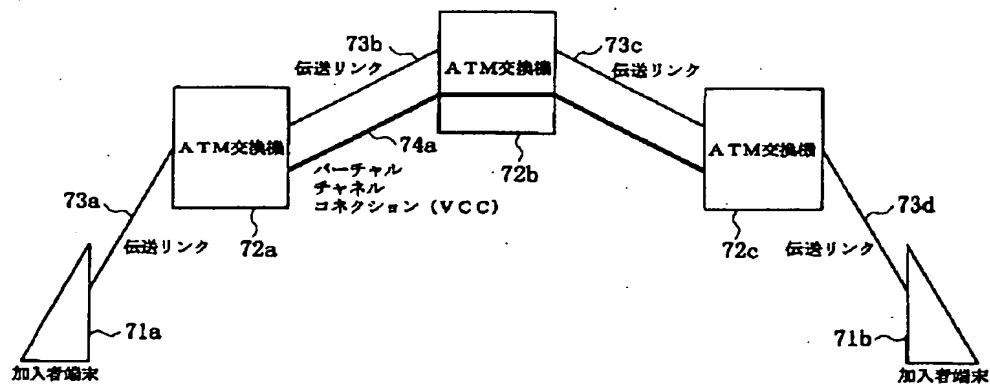 73b
伝送リンク
ATM交換機
73c
伝送リンク
ATM交換機
74a
72b
ATM交換機
バーチャル
チャネル
コネクション（VCC）
73a
伝送リンク
72a
73d
伝送リンク
72c
71a
加入者端末
71b
加入者端末